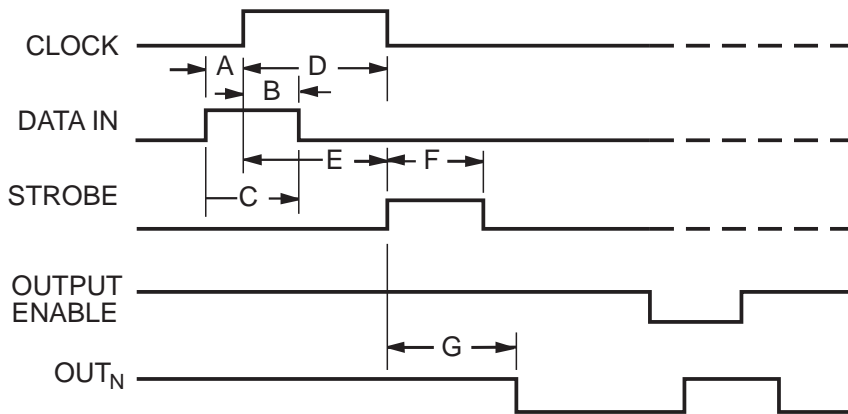 CLOCK
A D
B
DATA IN
E F
C
STROBE
OUTPUT
ENABLE
G
OUTN